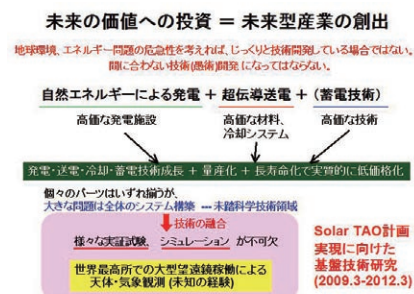 未来の価値への投資 = 未来型産業の創出
地球環境、エネルギー問題の危急性を考えれば、じっくりと技術開発している場合ではない。
間に合わない技術(愚術)開発になってはならない。
自然エネルギーによる発電 + 超伝導送電 + (蓄電技術)
高価な発電施設 高価な材料、 高価な技術
冷却システム
発電・送電・冷却・蓄電技術成長 + 量産化 + 長寿命化で実質的に低価格化
個々のパーツはいずれ揃うが、
大きな問題は全体のシステム構築 --- 未踏科学技術領域
技術の融合
様々な実証試験、シミュレーション が不可欠
世界最高所での大型望遠鏡稼働による
天体・気象観測 (未知の経験)
Solar TAO計画
実現に向けた
基盤技術研究
(2009.3-2012.3)